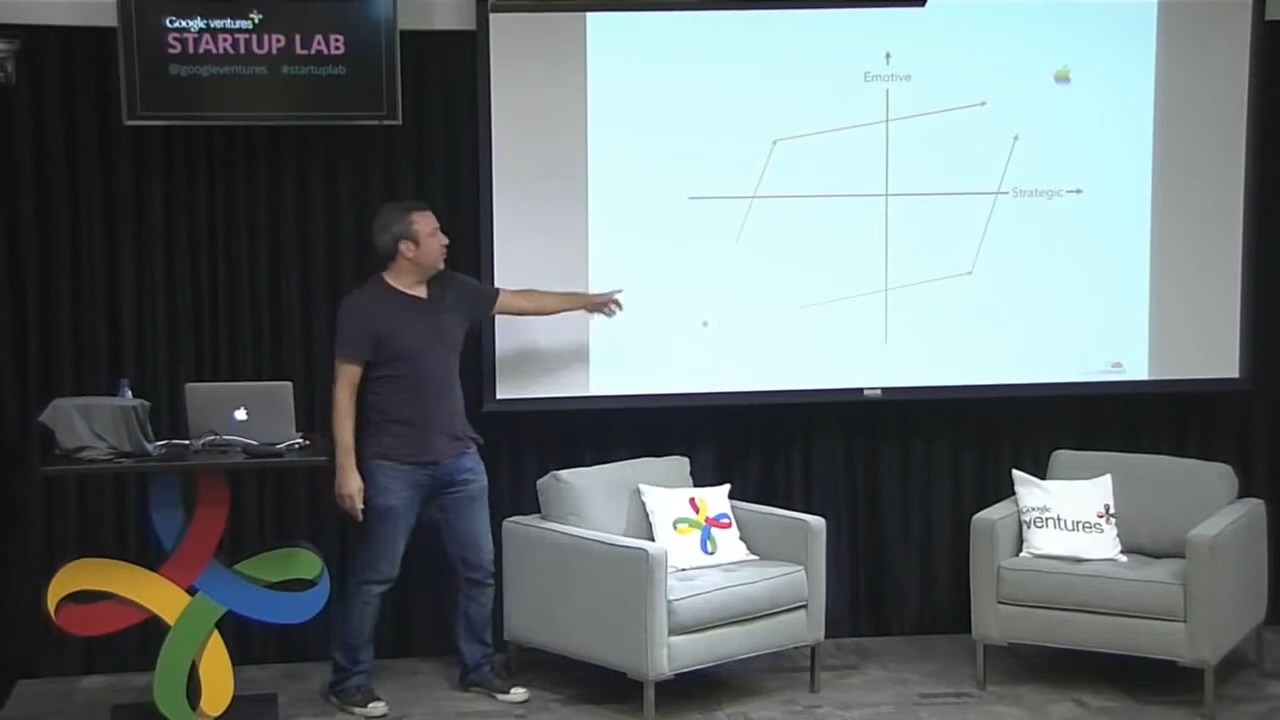 Google ventures
STARTUP LAB
@googleventures #startuplab
Emotive
Strategic
Google
ventures